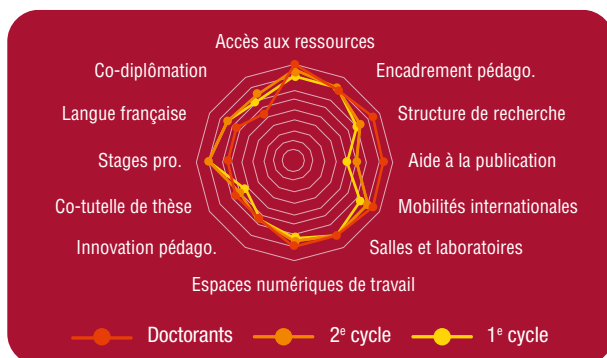 Accès aux ressources
Co-diplômation
Encadrement pédago.
Langue française
Structure de recherche
Stages pro.
Aide à la publication
Co-tutelle de thèse
Mobilités internationales
Innovation pédago.
Salles et laboratoires
Espaces numériques de travail
Doctorants 2e cycle 1e cycle